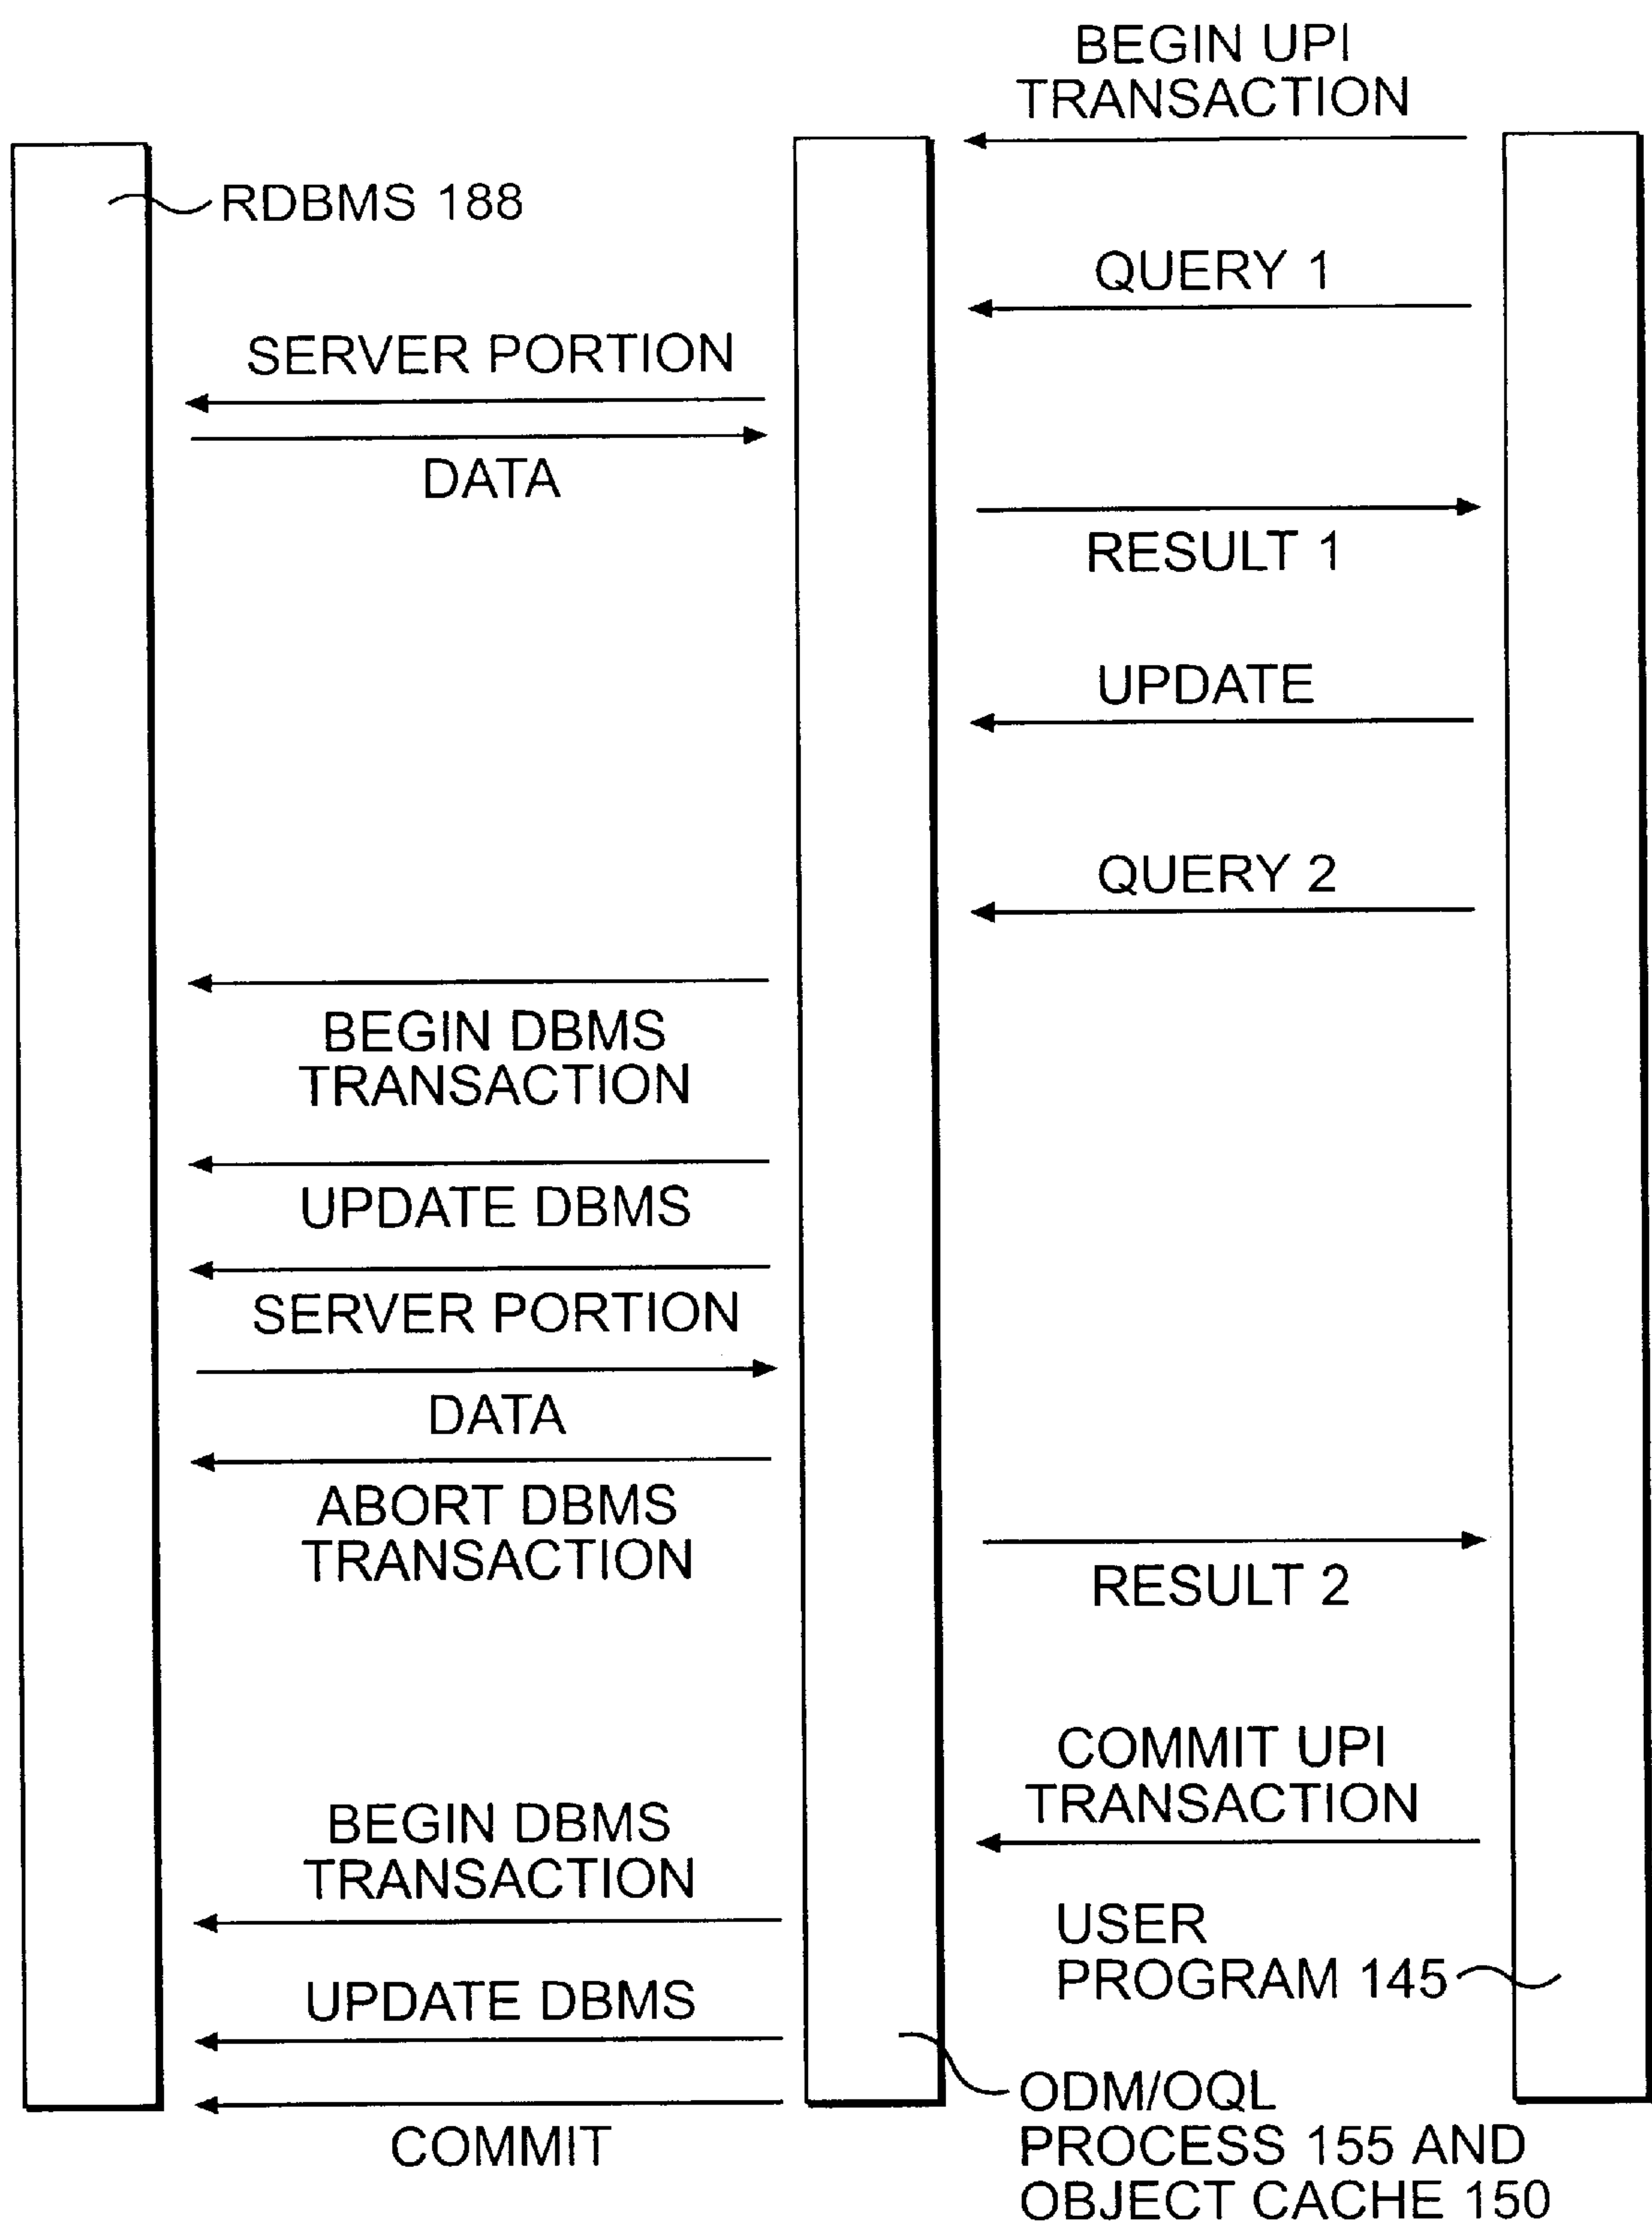 BEGIN UPI
TRANSACTION
RDBMS 188
QUERY 1
SERVER PORTION
DATA
RESULT 1
UPDATE
QUERY 2
BEGIN DBMS
TRANSACTION
UPDATE DBMS
SERVER PORTION
DATA
ABORT DBMS
TRANSACTION
RESULT 2
COMMIT UPI
TRANSACTION
BEGIN DBMS
TRANSACTION
USER
PROGRAM 145
UPDATE DBMS
COMMIT
ODM/OQL
PROCESS 155 AND
OBJECT CACHE 150